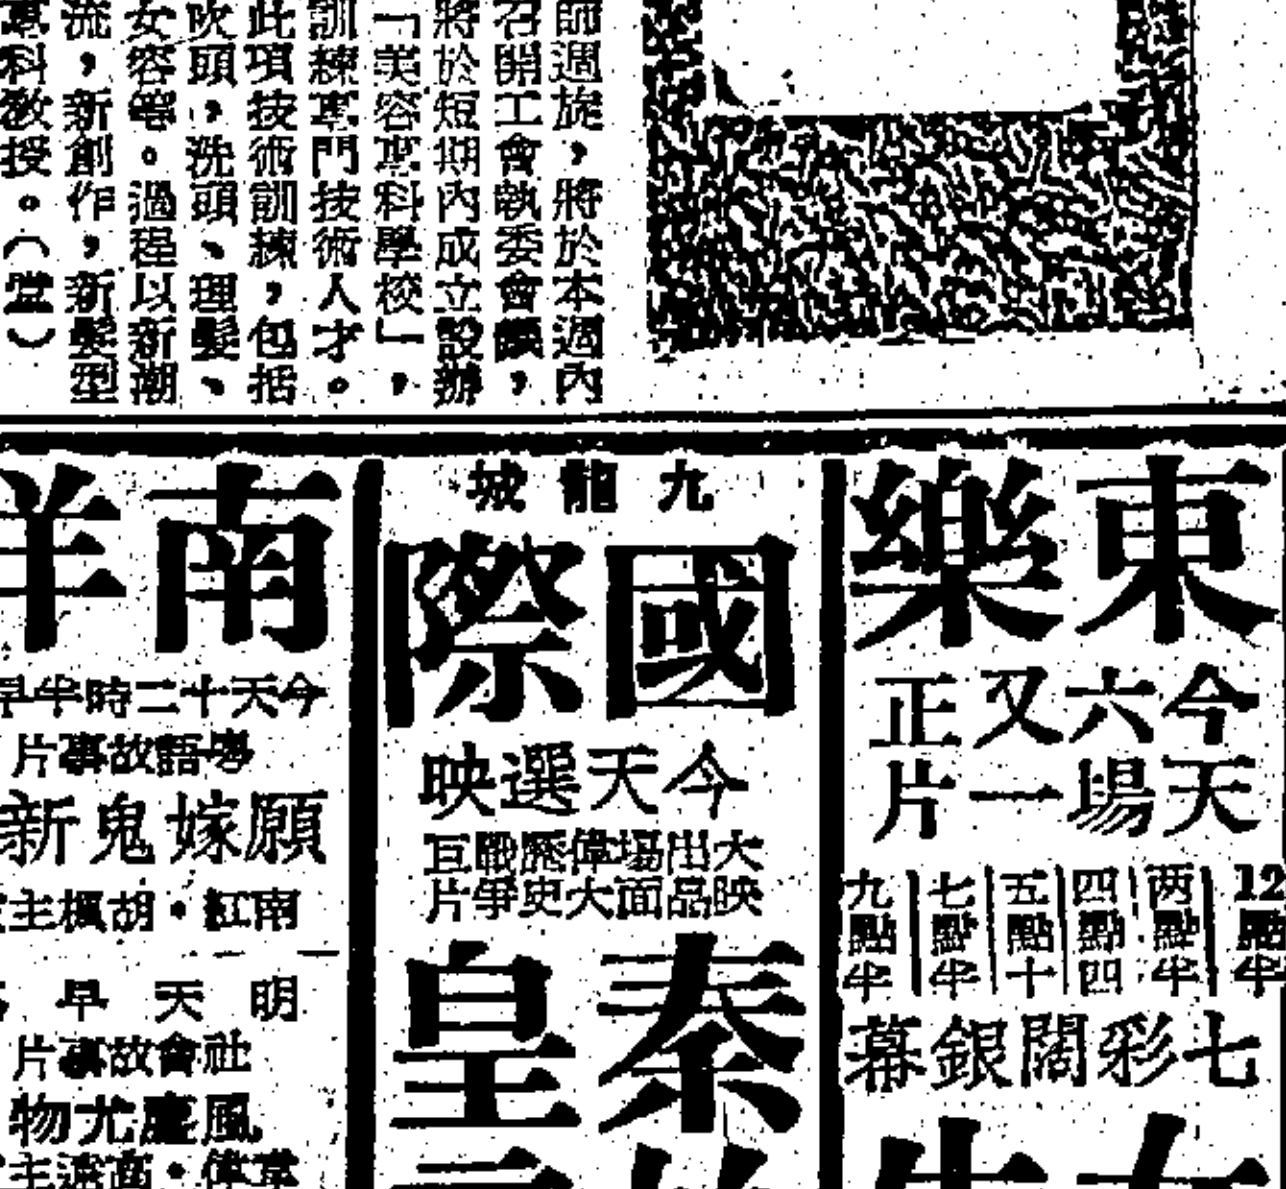 師週旋，將於本週內
召開工會執委會議，
將於短期內成立設辦
「美容專科學校」，
訓練專門技術人才。
此項技術訓練，包括
吹頭，洗頭、理髮、
女容等。過程以新潮
流，新創作，新髮型
專科教授。（堂）
東樂
今六又正
天場一片
12點半
两點半
四點四
五點十
七點半
九點半
七彩闊銀幕
九龍城
國際
今天選映
大映出品
場面偉大
歷史戰爭
巨片
秦皇
南洋
今天十二時半早
粵語故事片
願嫁鬼新
南紅・胡楓主
明天早
社會故事片
風塵尤物